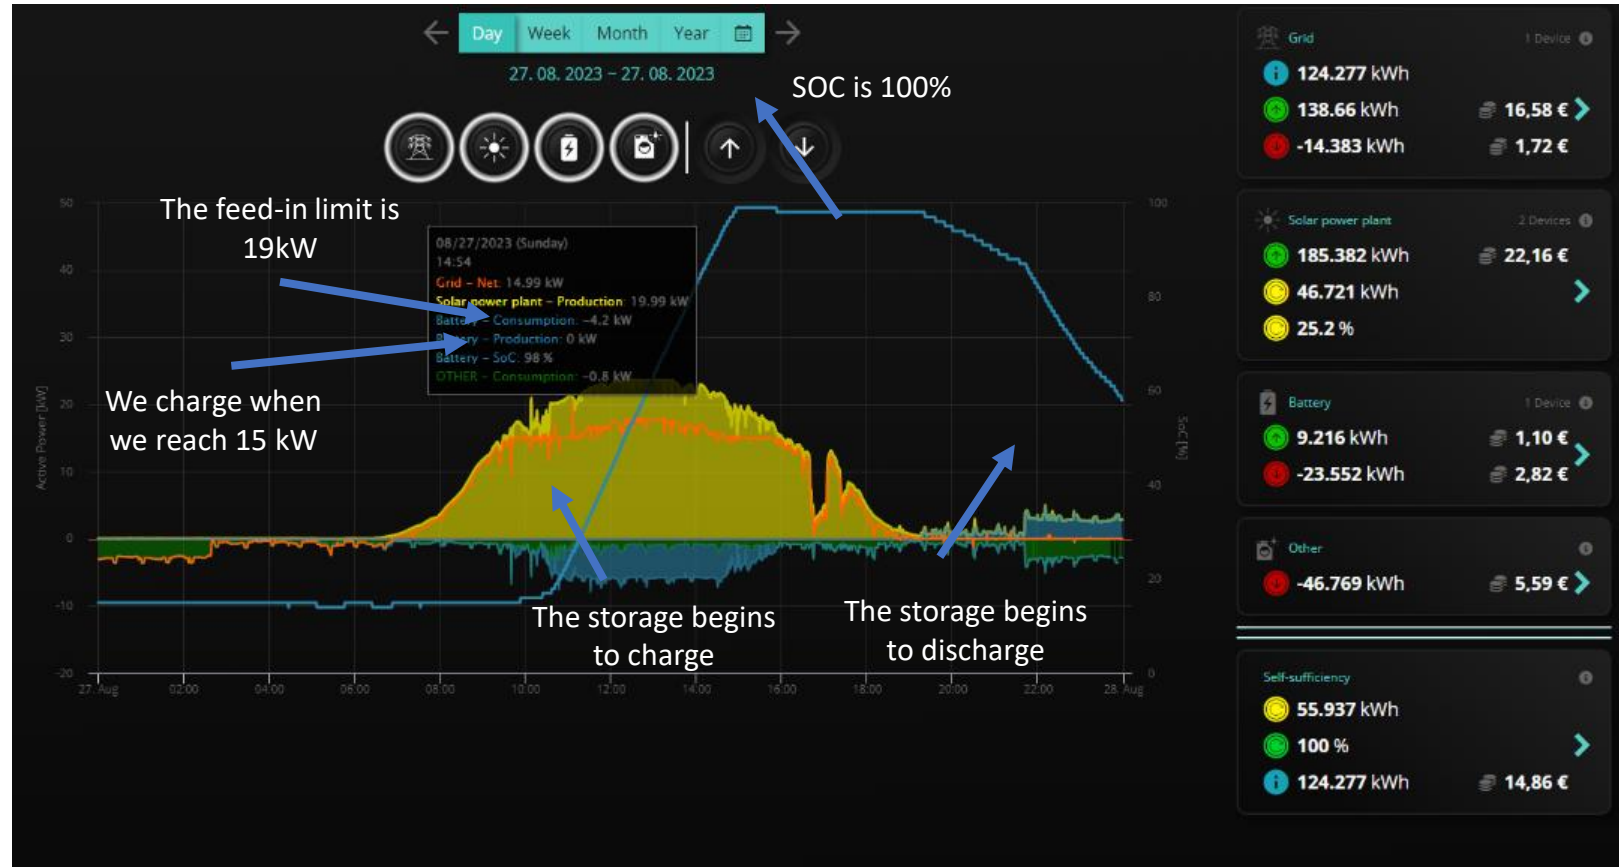 Day Week Month Year
27. 08. 2023 – 27. 08. 2023
SOC is 100%
The feed-in limit is
19kW
We charge when
we reach 15 kW
08/27/2023 (Sunday)
14:54
Grid – Net: 14.99 kW
Solar power plant – Production: 19.99 kW
Battery – Consumption: –4.2 kW
Battery – Production: 0 kW
Battery – SoC: 98 %
OTHER – Consumption: –0.8 kW
The storage begins
to charge
The storage begins
to discharge
Active Power [kW]
50
40
30
20
10
0
-10
-20
SoC [%]
100
80
60
40
20
0
27. Aug 02:00 04:00 06:00 08:00 10:00 12:00 14:00 16:00 18:00 20:00 22:00 28. Aug
Grid 1 Device
124.277 kWh
138.66 kWh 16,58 €
-14.383 kWh 1,72 €
Solar power plant 2 Devices
185.382 kWh 22,16 €
46.721 kWh
25.2 %
Battery 1 Device
9.216 kWh 1,10 €
-23.552 kWh 2,82 €
Other
-46.769 kWh 5,59 €
Self-sufficiency
55.937 kWh
100 %
124.277 kWh 14,86 €